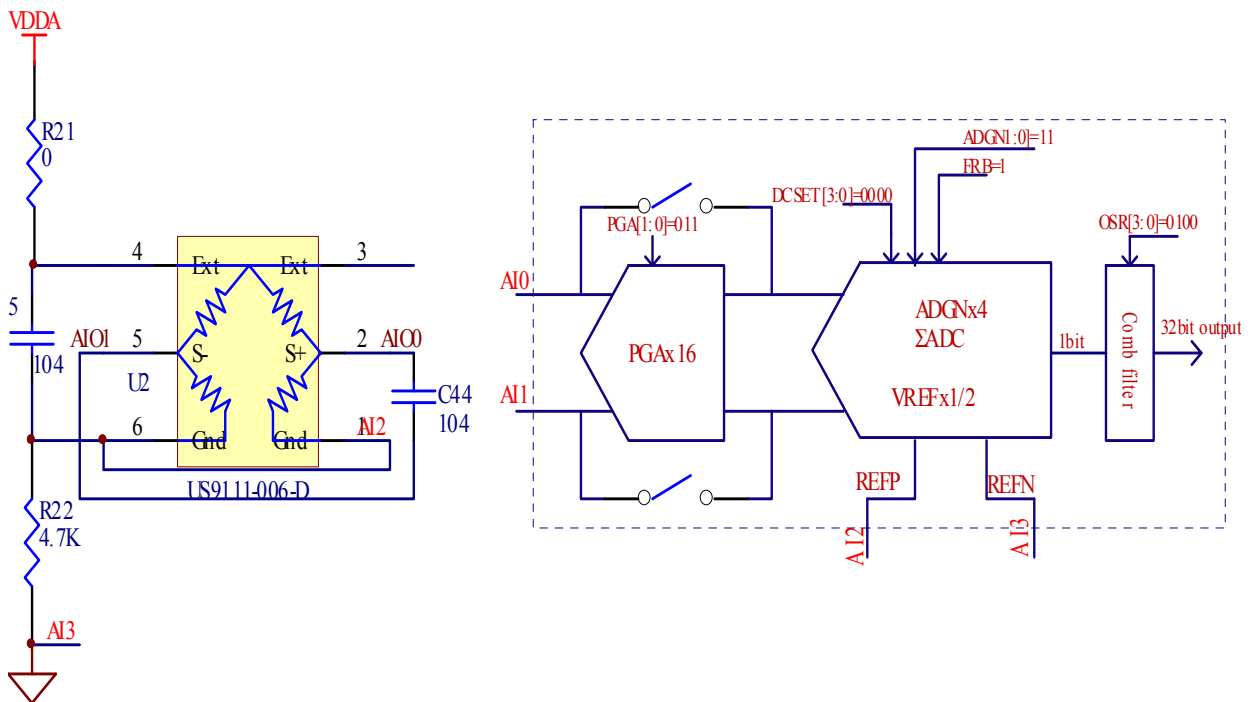 VDDA
R21
0
4
Ext
Ext
3
5
104
AIO1
5
S-
S+
2
AIO0
U2
C44
104
6
Gnd
Gnd
1
AI2
US9111-006-D
R22
4.7K
AI3
ADGN1:0]=11
FRB=1
DCSET[3:0]=0000
PGA[1:0]=011
OSR[3:0]=0100
AI0
AI1
PGAx16
ADGNx4
ΣADC
VREFx1/2
1bit
Comb filter
32bit output
REFP
REFN
AI2
AI3